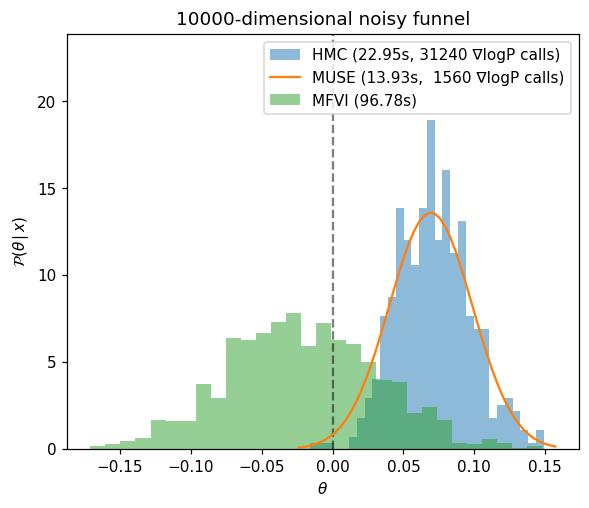 10000-dimensional noisy funnel
HMC (22.95s, 31240 ∇logP calls)
MUSE (13.93s,  1560 ∇logP calls)
MFVI (96.78s)
20
15
10
5
0
𝒫(θ | x)
−0.15
−0.10
−0.05
0.00
0.05
0.10
0.15
θ